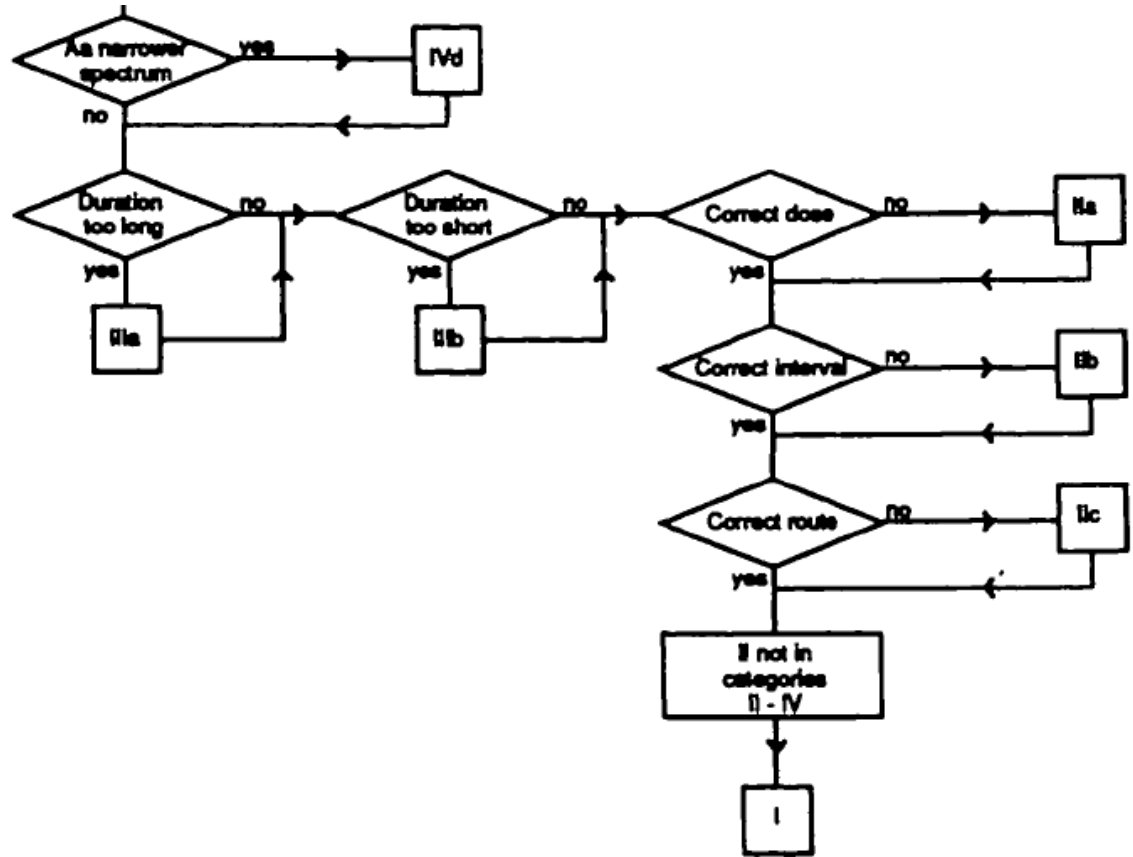 Aa narrower
spectrum
yes
IVd
no
Duration
too long
no
Duration
too short
no
Correct dose
no
IIa
yes
yes
yes
IIIa
IIIb
Correct interval
no
IIb
yes
Correct route
no
IIc
yes
If not in
categories
II - IV
I